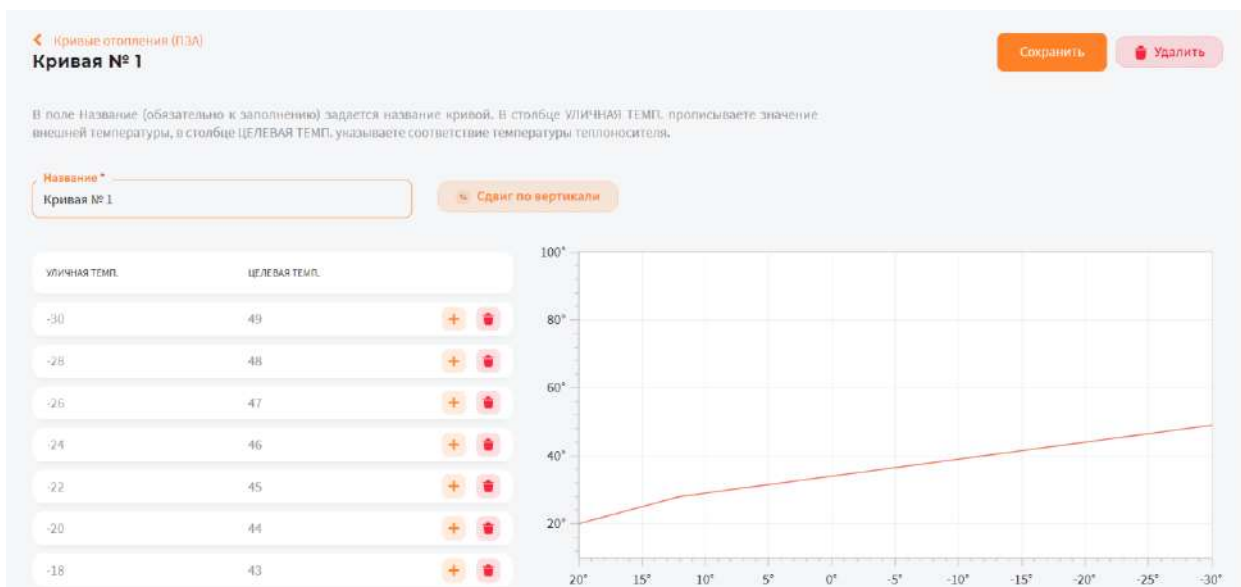 Кривые отопления (ПЗА)
Кривая № 1
Сохранить
Удалить
В поле Название (обязательно к заполнению) задается название кривой. В столбце УЛИЧНАЯ ТЕМП. прописываете значение
внешней температуры, в столбце ЦЕЛЕВАЯ ТЕМП. указываете соответствие температуры теплоносителя.
Название *
Кривая № 1
Сдвиг по вертикали
УЛИЧНАЯ ТЕМП. ЦЕЛЕВАЯ ТЕМП.
-30 49
-28 48
-26 47
-24 46
-22 45
-20 44
-18 43
100°
80°
60°
40°
20°
20° 15° 10° 5° 0° -5° -10° -15° -20° -25° -30°